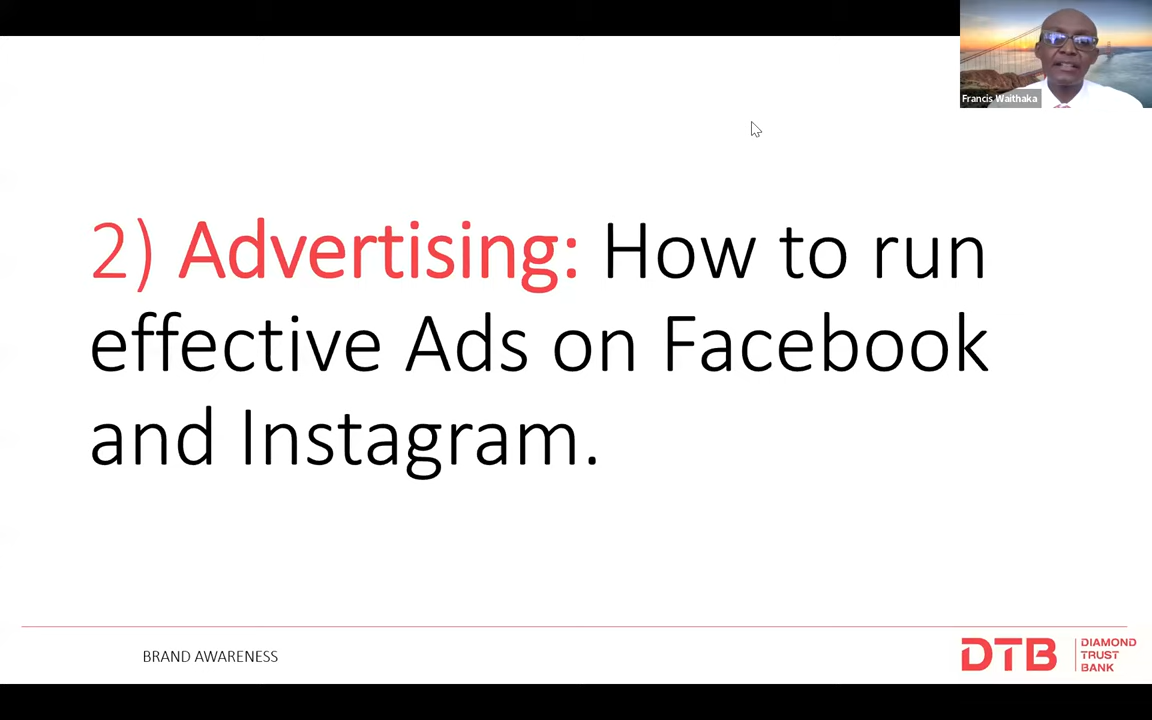 Francis Waithaka
2) Advertising: How to run
effective Ads on Facebook
and Instagram.
BRAND AWARENESS
DTB
DIAMOND
TRUST
BANK